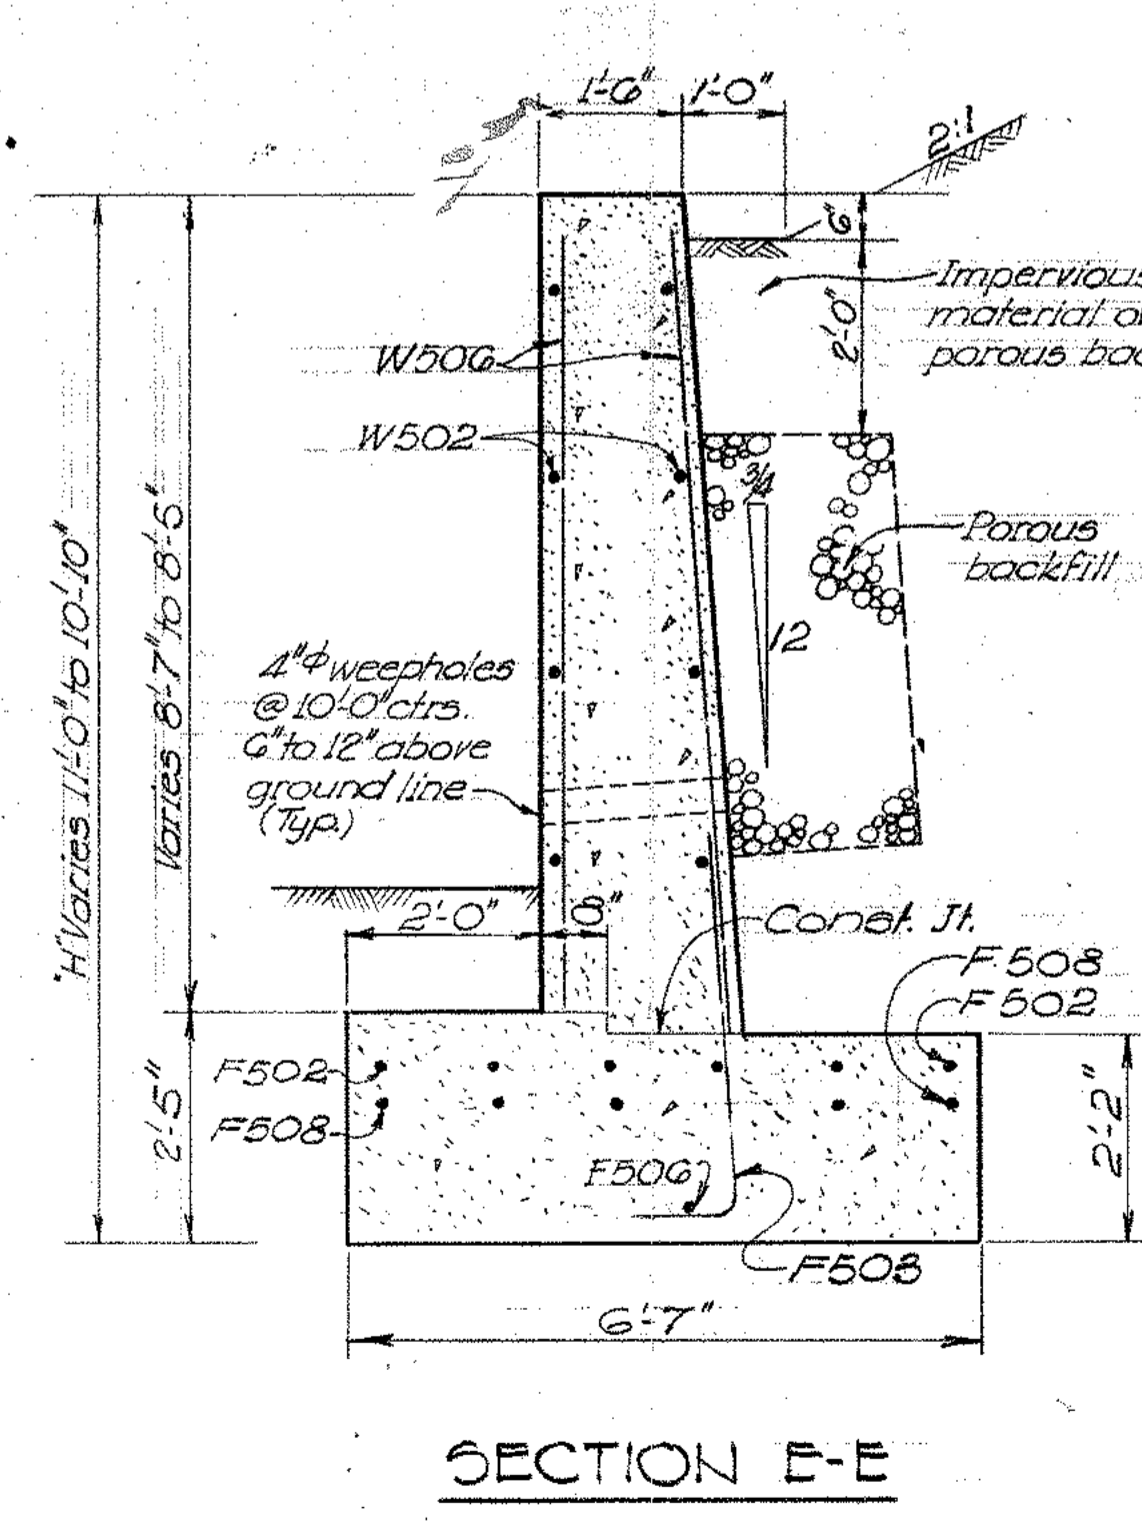 1'-6" 1'-0"
2:1
6"
Impervious
material o
porous bac
2'-0"
W506
W502
3/4
12
Porous
backfill
"H" Varies 11'-0" to 10'-10"
Varies 8'-7" to 8'-5"
4"ϕ weepholes
@ 10'-0" ctrs.
6" to 12" above
ground line
(Typ.)
2'-0" 8"
Const. Jt.
F508
F502
F502
F508
2'-5"
2'-2"
F506
F503
6'-7"
SECTION E-E